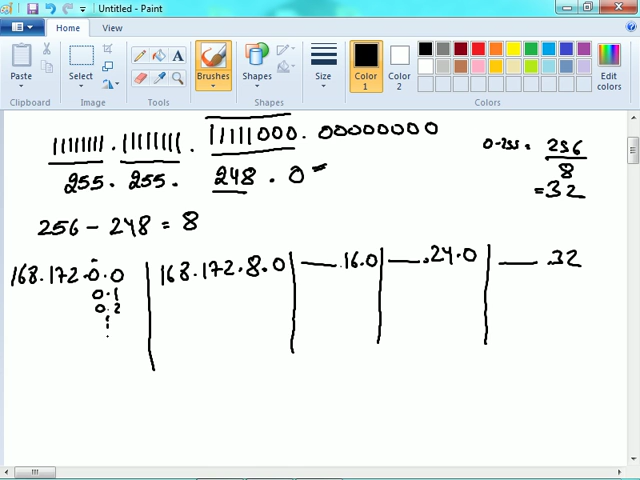 Untitled - Paint
Home View
Paste
Select
A
Brushes
Shapes
Size
Color 1
Color 2
Edit colors
Clipboard
Image
Tools
Shapes
Colors
11111111 . 11111111 . 11111000 . 00000000
255 . 255 . 248 . 0
0-255 = 256
8
= 32
256 - 248 = 8
168.172.0.0
168.172.8.0
16.0
.24.0
.32
0.1
0.2